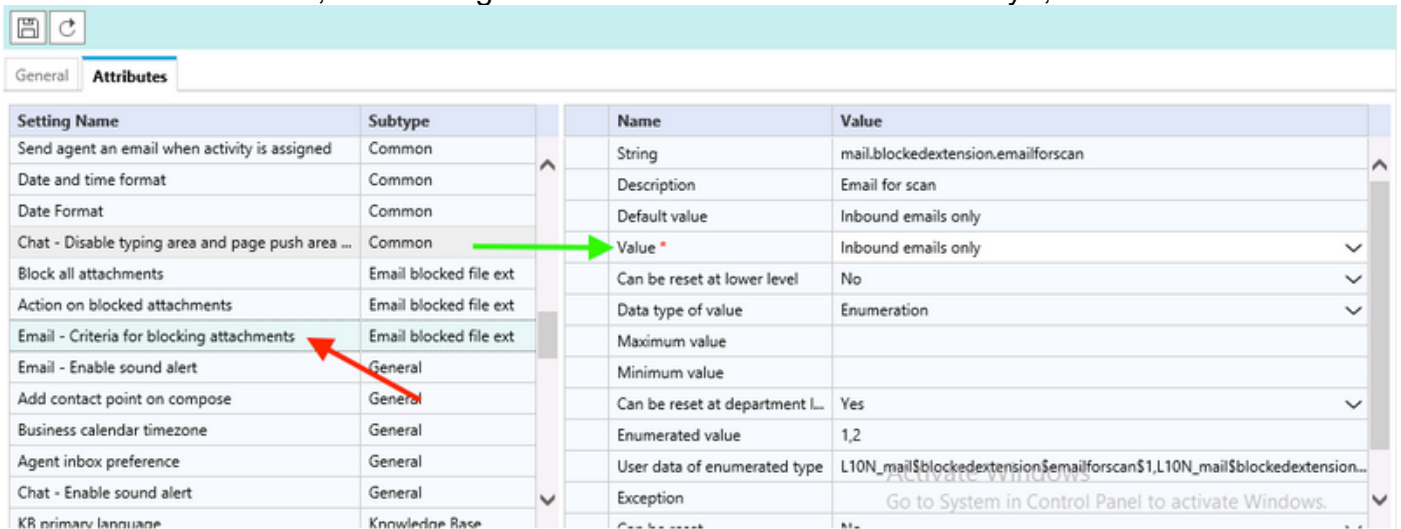 General Attributes
Setting Name Subtype
Send agent an email when activity is assigned Common
Date and time format Common
Date Format Common
Chat - Disable typing area and page push area ... Common
Block all attachments Email blocked file ext
Action on blocked attachments Email blocked file ext
Email - Criteria for blocking attachments Email blocked file ext
Email - Enable sound alert General
Add contact point on compose General
Business calendar timezone General
Agent inbox preference General
Chat - Enable sound alert General
KB primary language Knowledge Base
Name Value
String mail.blockedextension.emailforscan
Description Email for scan
Default value Inbound emails only
Value * Inbound emails only
Can be reset at lower level No
Data type of value Enumeration
Maximum value
Minimum value
Can be reset at department l... Yes
Enumerated value 1,2
User data of enumerated type L10N_mail$blockedextension$emailforscan$1,L10N_mail$blockedextension...
Exception
Activate Windows
Go to System in Control Panel to activate Windows.
Can be reset No